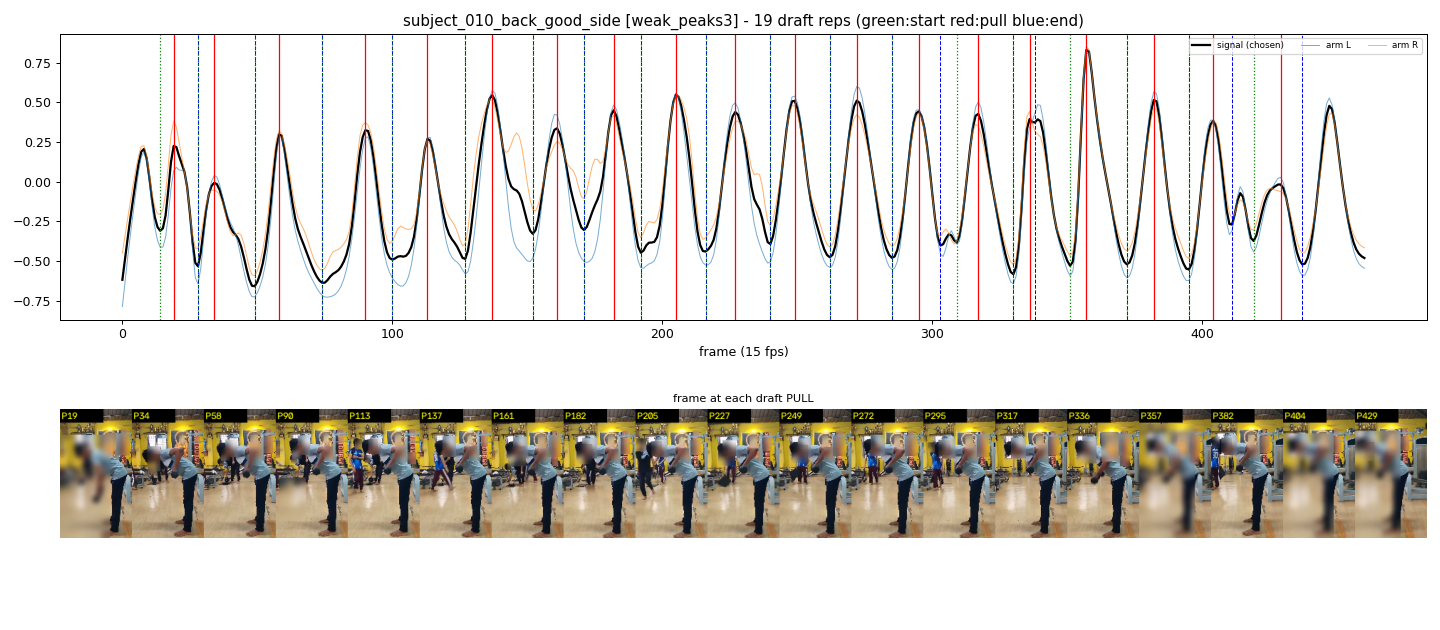 subject_010_back_good_side [weak_peaks3] - 19 draft reps (green:start red:pull blue:end)
signal (chosen) arm L arm R
0.75
0.50
0.25
0.00
−0.25
−0.50
−0.75
0 100 200 300 400
frame (15 fps)
frame at each draft PULL
P19 P34 P58 P90 P113 P137 P161 P182 P205 P227 P249 P272 P295 P317 P336 P357 P382 P404 P429